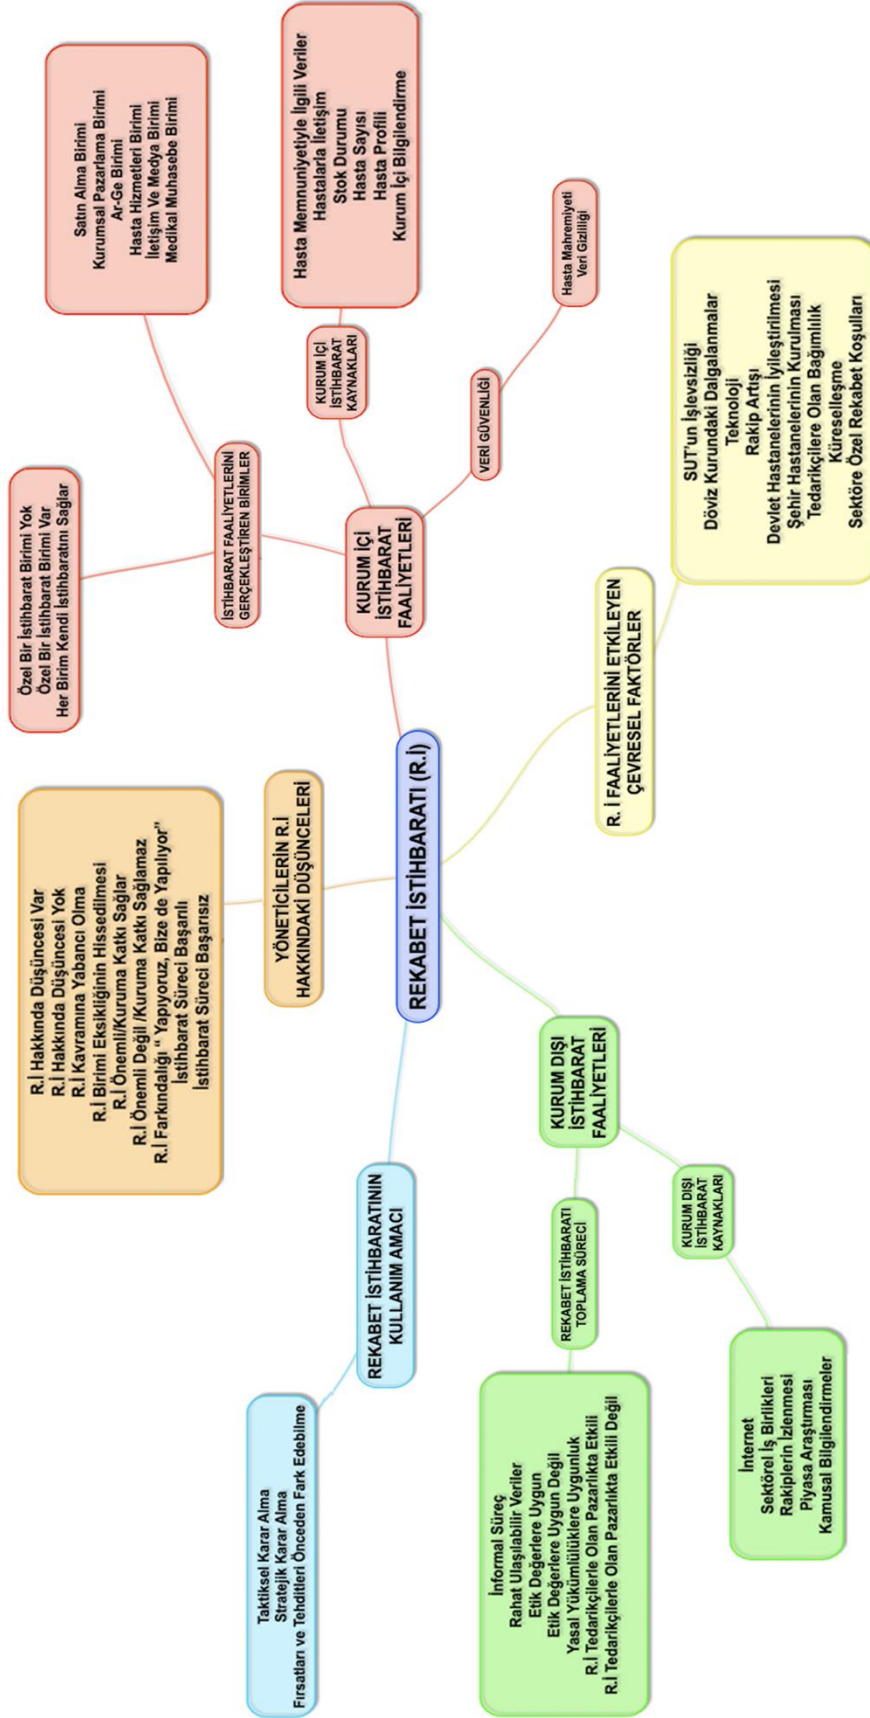 REKABET İSTİHBARATI (R.İ)
YÖNETİCİLERİN R.İ
HAKKINDAKİ DÜŞÜNCELERİ
R.İ Hakkında Düşüncesi Var
R.İ Hakkında Düşüncesi Yok
R.İ Kavramına Yabancı Olma
R.İ Birimi Eksikliğinin Hissedilmesi
R.İ Önemli/Kuruma Katkı Sağlar
R.İ Önemli Değil /Kuruma Katkı Sağlamaz
R.İ Farkındalığı “ Yapıyoruz, Bize de Yapılıyor”
İstihbarat Süreci Başarılı
İstihbarat Süreci Başarısız
KURUM İÇİ
İSTİHBARAT
FAALİYETLERİ
İSTİHBARAT FAALİYETLERİNİ
GERÇEKLEŞTİREN BİRİMLER
Özel Bir İstihbarat Birimi Yok
Özel Bir İstihbarat Birimi Var
Her Birim Kendi İstihbaratını Sağlar
Satın Alma Birimi
Kurumsal Pazarlama Birimi
Ar-Ge Birimi
Hasta Hizmetleri Birimi
İletişim Ve Medya Birimi
Medikal Muhasebe Birimi
KURUM İÇİ
İSTİHBARAT
KAYNAKLARI
Hasta Memnuniyetiyle İlgili Veriler
Hastalarla İletişim
Stok Durumu
Hasta Sayısı
Hasta Profili
Kurum İçi Bilgilendirme
VERİ GÜVENLİĞİ
Hasta Mahremiyeti
Veri Gizliliği
REKABET İSTİHBARATININ
KULLANIM AMACI
Taktiksel Karar Alma
Stratejik Karar Alma
Fırsatları ve Tehditleri Önceden Fark Edebilme
KURUM DIŞI
İSTİHBARAT
FAALİYETLERİ
REKABET İSTİHBARATI
TOPLAMA SÜRECİ
İnformal Süreç
Rahat Ulaşılabilir Veriler
Etik Değerlere Uygun
Etik Değerlere Uygun Değil
Yasal Yükümlülüklere Uygunluk
R.İ Tedarikçilerle Olan Pazarlıkta Etkili
R.İ Tedarikçilerle Olan Pazarlıkta Etkili Değil
KURUM DIŞI
İSTİHBARAT
KAYNAKLARI
İnternet
Sektörel İş Birlikleri
Rakiplerin İzlenmesi
Piyasa Araştırması
Kamusal Bilgilendirmeler
R. İ FAALİYETLERİNİ ETKİLEYEN
ÇEVRESEL FAKTÖRLER
SUT’un İşlevsizliği
Döviz Kurundaki Dalgalanmalar
Teknoloji
Rakip Artışı
Devlet Hastanelerinin İyileştirilmesi
Şehir Hastanelerinin Kurulması
Tedarikçilere Olan Bağımlılık
Küreselleşme
Sektöre Özel Rekabet Koşulları